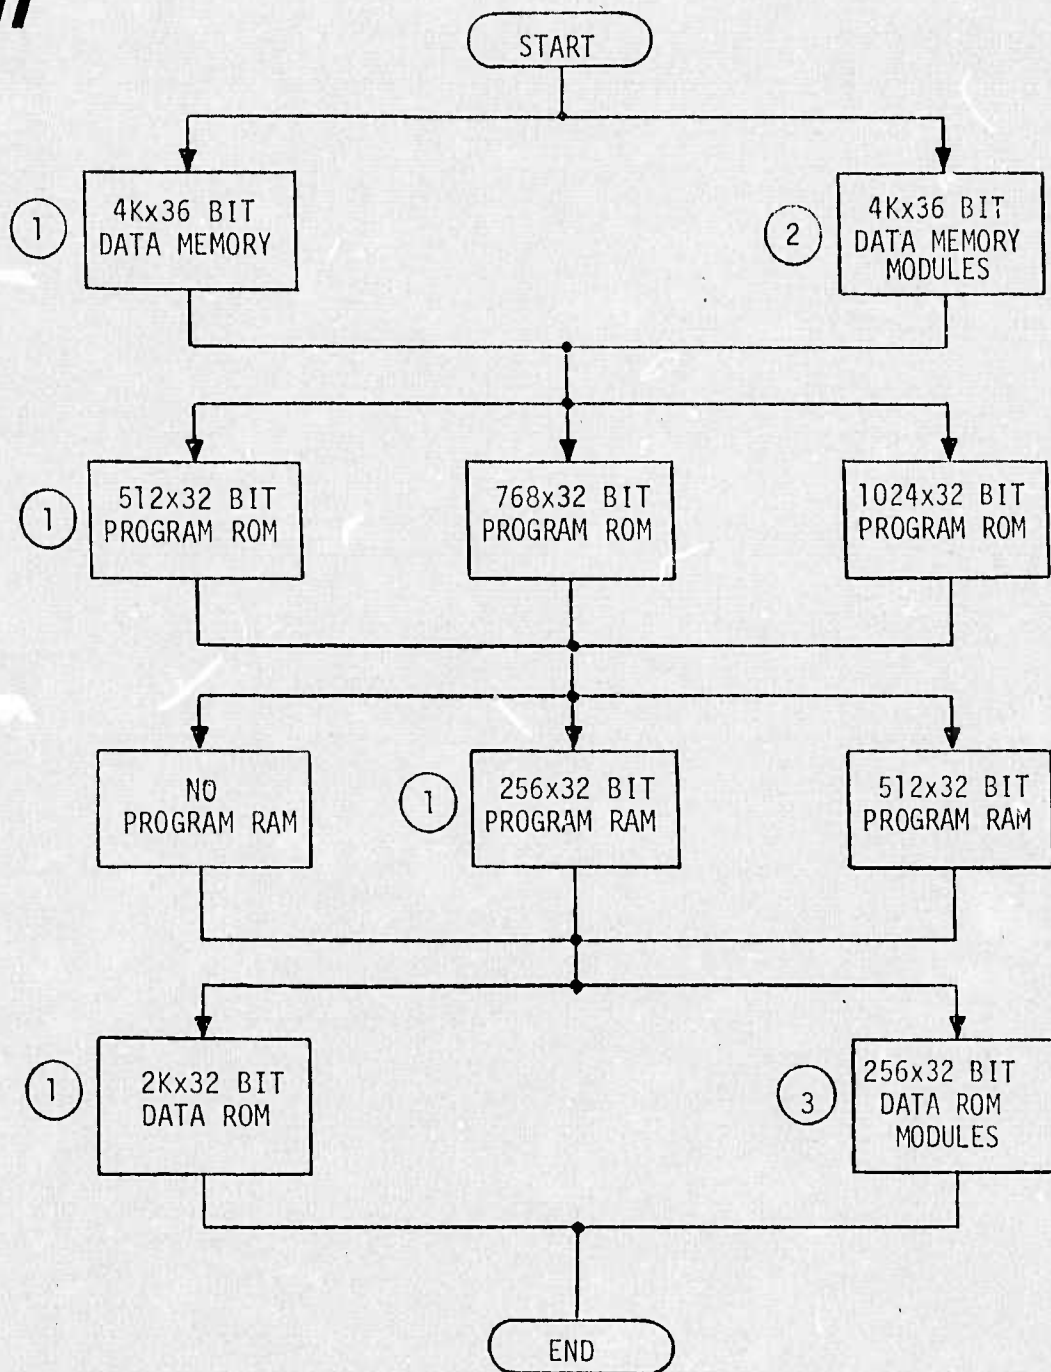 START
1
4Kx36 BIT
DATA MEMORY
2
4Kx36 BIT
DATA MEMORY
MODULES
1
512x32 BIT
PROGRAM ROM
768x32 BIT
PROGRAM ROM
1024x32 BIT
PROGRAM ROM
NO
PROGRAM RAM
1
256x32 BIT
PROGRAM RAM
512x32 BIT
PROGRAM RAM
1
2Kx32 BIT
DATA ROM
3
256x32 BIT
DATA ROM
MODULES
END